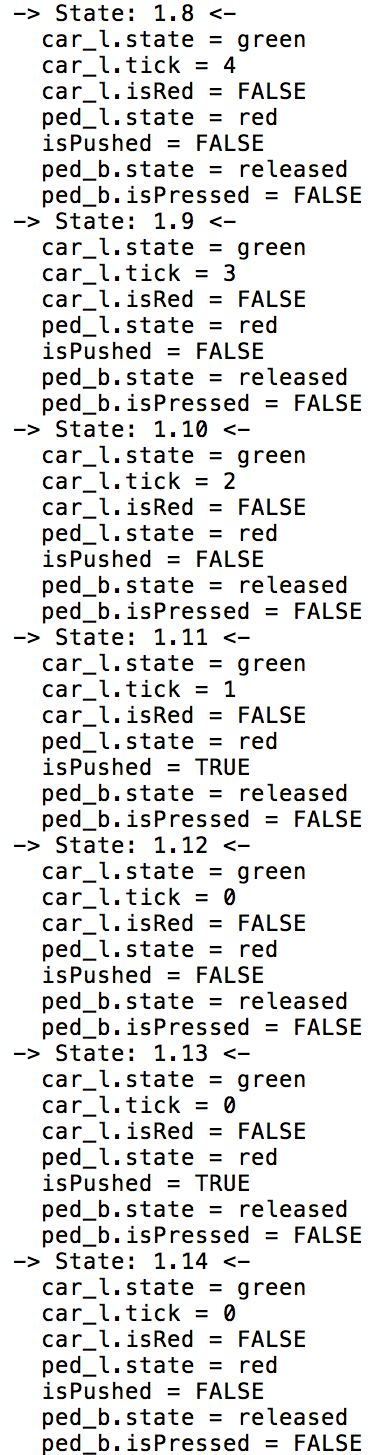 -> State: 1.8 <-
car_l.state = green
car_l.tick = 4
car_l.isRed = FALSE
ped_l.state = red
isPushed = FALSE
ped_b.state = released
ped_b.isPressed = FALSE
-> State: 1.9 <-
car_l.state = green
car_l.tick = 3
car_l.isRed = FALSE
ped_l.state = red
isPushed = FALSE
ped_b.state = released
ped_b.isPressed = FALSE
-> State: 1.10 <-
car_l.state = green
car_l.tick = 2
car_l.isRed = FALSE
ped_l.state = red
isPushed = FALSE
ped_b.state = released
ped_b.isPressed = FALSE
-> State: 1.11 <-
car_l.state = green
car_l.tick = 1
car_l.isRed = FALSE
ped_l.state = red
isPushed = TRUE
ped_b.state = released
ped_b.isPressed = FALSE
-> State: 1.12 <-
car_l.state = green
car_l.tick = 0
car_l.isRed = FALSE
ped_l.state = red
isPushed = FALSE
ped_b.state = released
ped_b.isPressed = FALSE
-> State: 1.13 <-
car_l.state = green
car_l.tick = 0
car_l.isRed = FALSE
ped_l.state = red
isPushed = TRUE
ped_b.state = released
ped_b.isPressed = FALSE
-> State: 1.14 <-
car_l.state = green
car_l.tick = 0
car_l.isRed = FALSE
ped_l.state = red
isPushed = FALSE
ped_b.state = released
ped_b.isPressed = FALSE